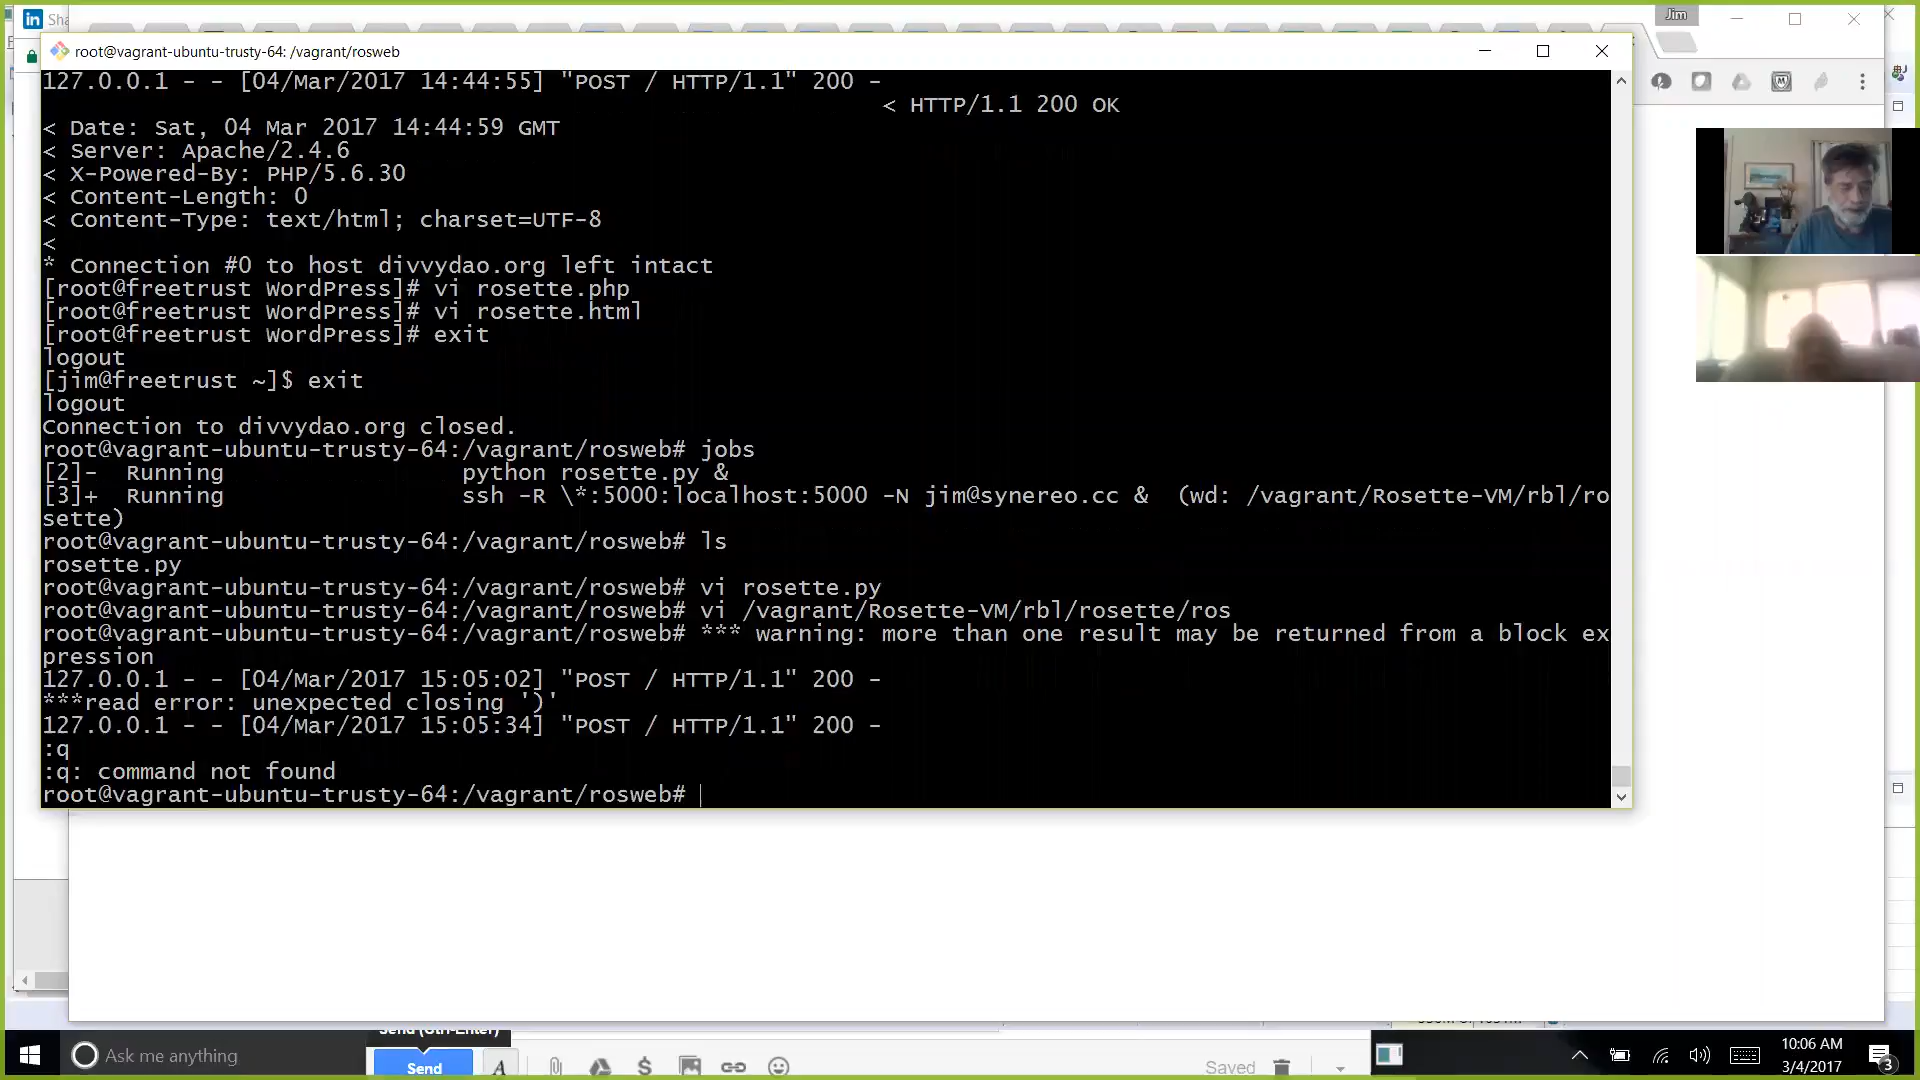 Sha
Jim
root@vagrant-ubuntu-trusty-64: /vagrant/rosweb
127.0.0.1 - - [04/Mar/2017 14:44:55] "POST / HTTP/1.1" 200 -
< HTTP/1.1 200 OK
< Date: Sat, 04 Mar 2017 14:44:59 GMT
< Server: Apache/2.4.6
< X-Powered-By: PHP/5.6.30
< Content-Length: 0
< Content-Type: text/html; charset=UTF-8
<
* Connection #0 to host divvydao.org left intact
[root@freetrust WordPress]# vi rosette.php
[root@freetrust WordPress]# vi rosette.html
[root@freetrust WordPress]# exit
logout
[jim@freetrust ~]$ exit
logout
Connection to divvydao.org closed.
root@vagrant-ubuntu-trusty-64:/vagrant/rosweb# jobs
[2]- Running python rosette.py &
[3]+ Running ssh -R \*:5000:localhost:5000 -N jim@synereo.cc & (wd: /vagrant/Rosette-VM/rbl/ro
sette)
root@vagrant-ubuntu-trusty-64:/vagrant/rosweb# ls
rosette.py
root@vagrant-ubuntu-trusty-64:/vagrant/rosweb# vi rosette.py
root@vagrant-ubuntu-trusty-64:/vagrant/rosweb# vi /vagrant/Rosette-VM/rbl/rosette/ros
root@vagrant-ubuntu-trusty-64:/vagrant/rosweb# *** warning: more than one result may be returned from a block ex
pression
127.0.0.1 - - [04/Mar/2017 15:05:02] "POST / HTTP/1.1" 200 -
***read error: unexpected closing ')'
127.0.0.1 - - [04/Mar/2017 15:05:34] "POST / HTTP/1.1" 200 -
:q
:q: command not found
root@vagrant-ubuntu-trusty-64:/vagrant/rosweb#
Send (Ctrl-Enter)
Ask me anything
Send
Saved
10:06 AM
3/4/2017
3